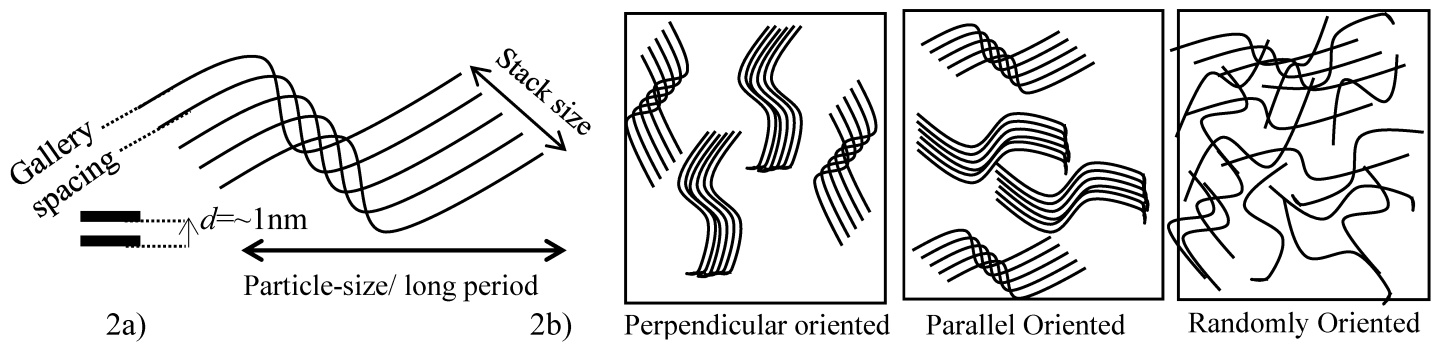 Gallery
spacing
Stack size
d=~1nm
Particle-size/ long period
2a)
2b)
Perpendicular oriented
Parallel Oriented
Randomly Oriented